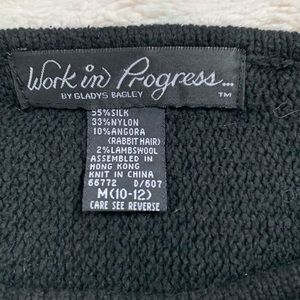 Work in Progress...
BY GLADYS BAGLEY TM
55%SILK
33%NYLON
10%ANGORA
(RABBIT HAIR)
2%LAMBSWOOL
ASSEMBLED IN
HONG KONG
KNIT IN CHINA
66772 D/607
M(10-12)
CARE SEE REVERSE